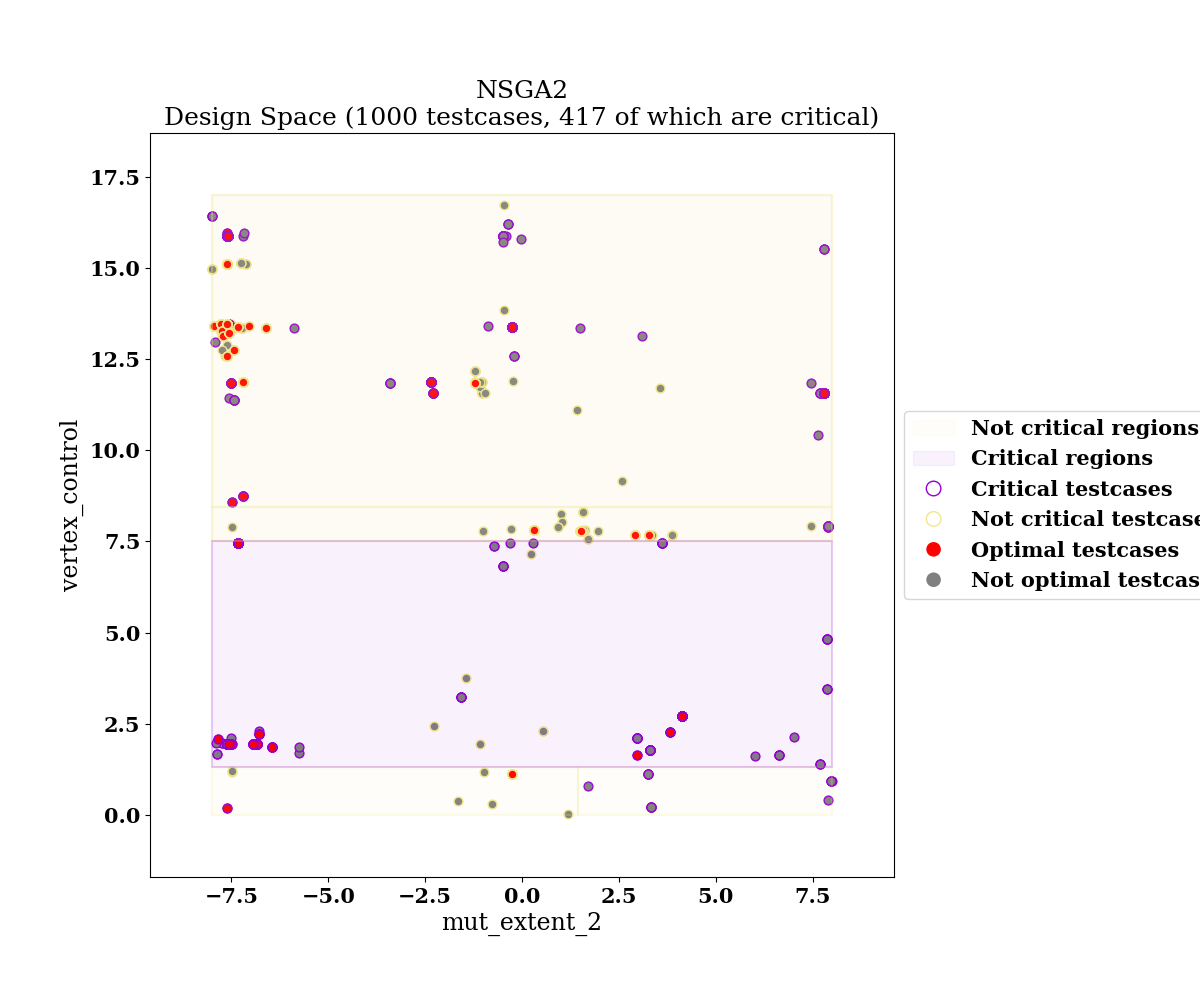 NSGA2
Design Space (1000 testcases, 417 of which are critical)
17.5
15.0
12.5
10.0
7.5
5.0
2.5
0.0
vertex_control
−7.5
−5.0
−2.5
0.0
2.5
5.0
7.5
mut_extent_2
Not critical regions
Critical regions
Critical testcases
Not critical testcase
Optimal testcases
Not optimal testcas